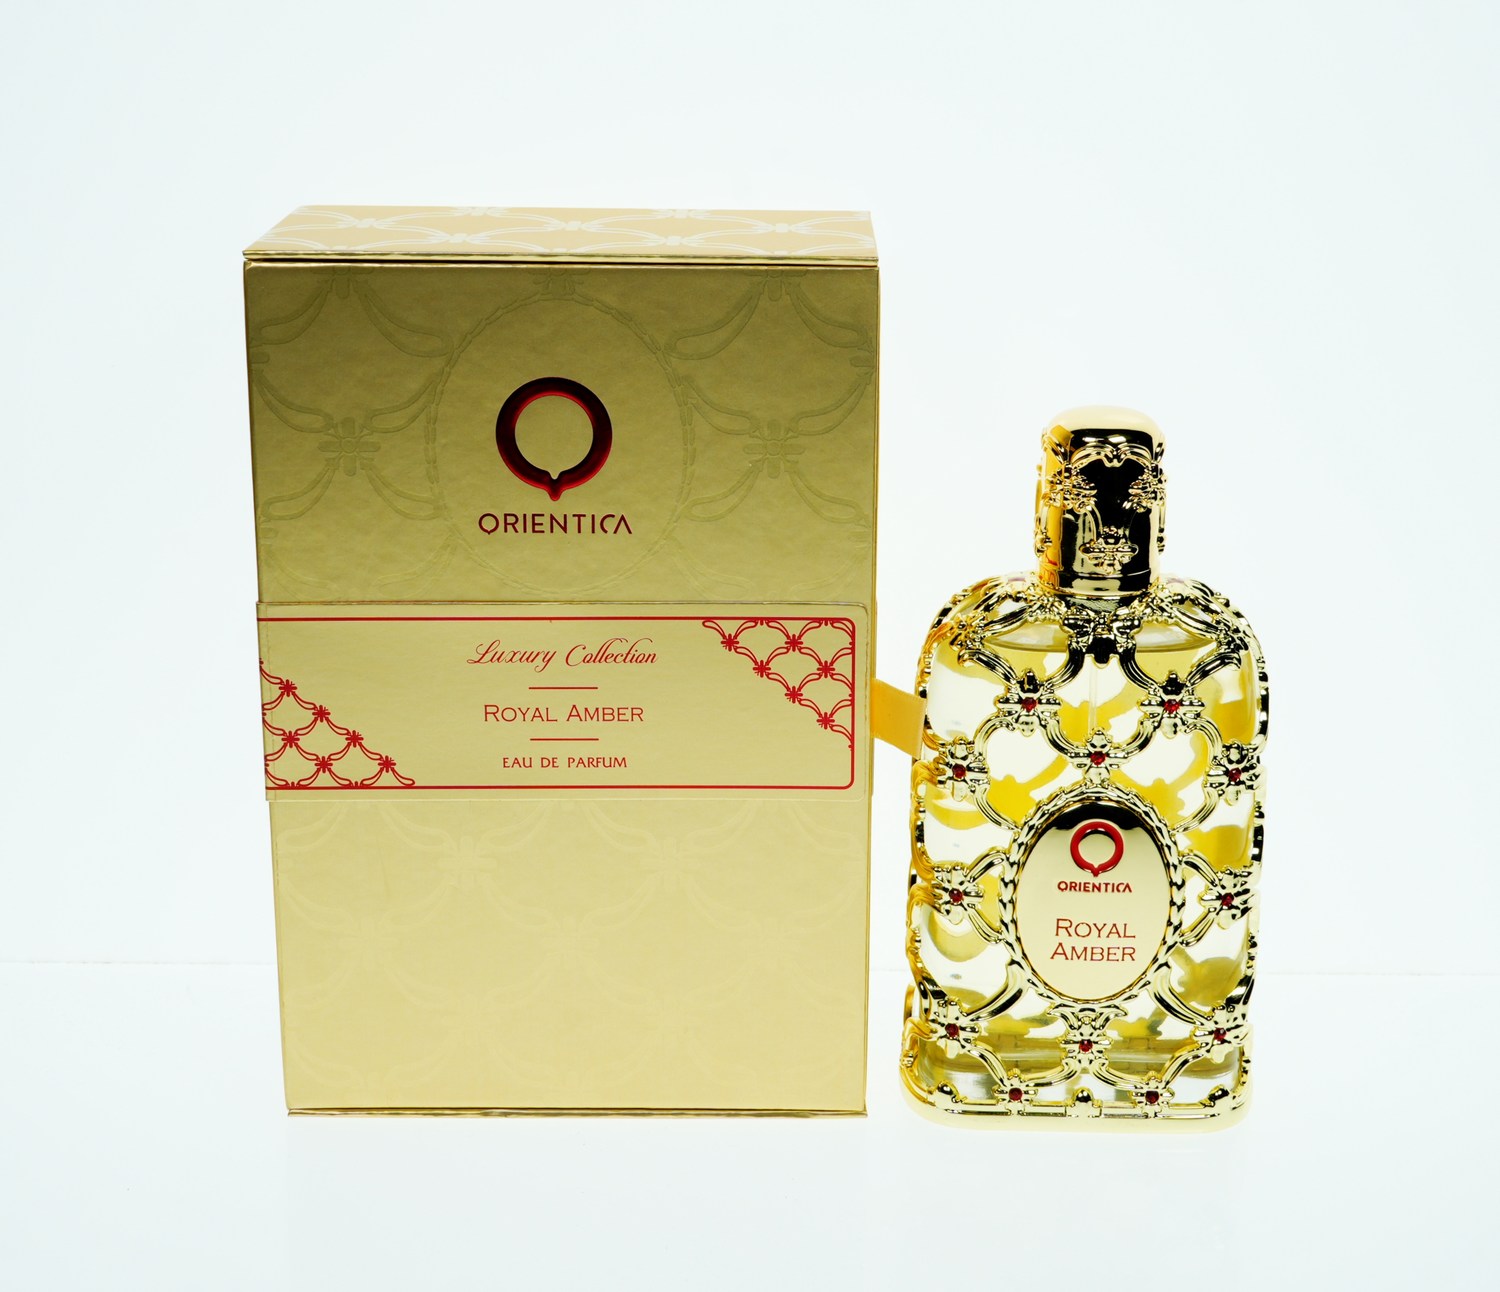 ORIENTICA
Luxury Collection
ROYAL AMBER
EAU DE PARFUM
ORIENTICA
ROYAL
AMBER